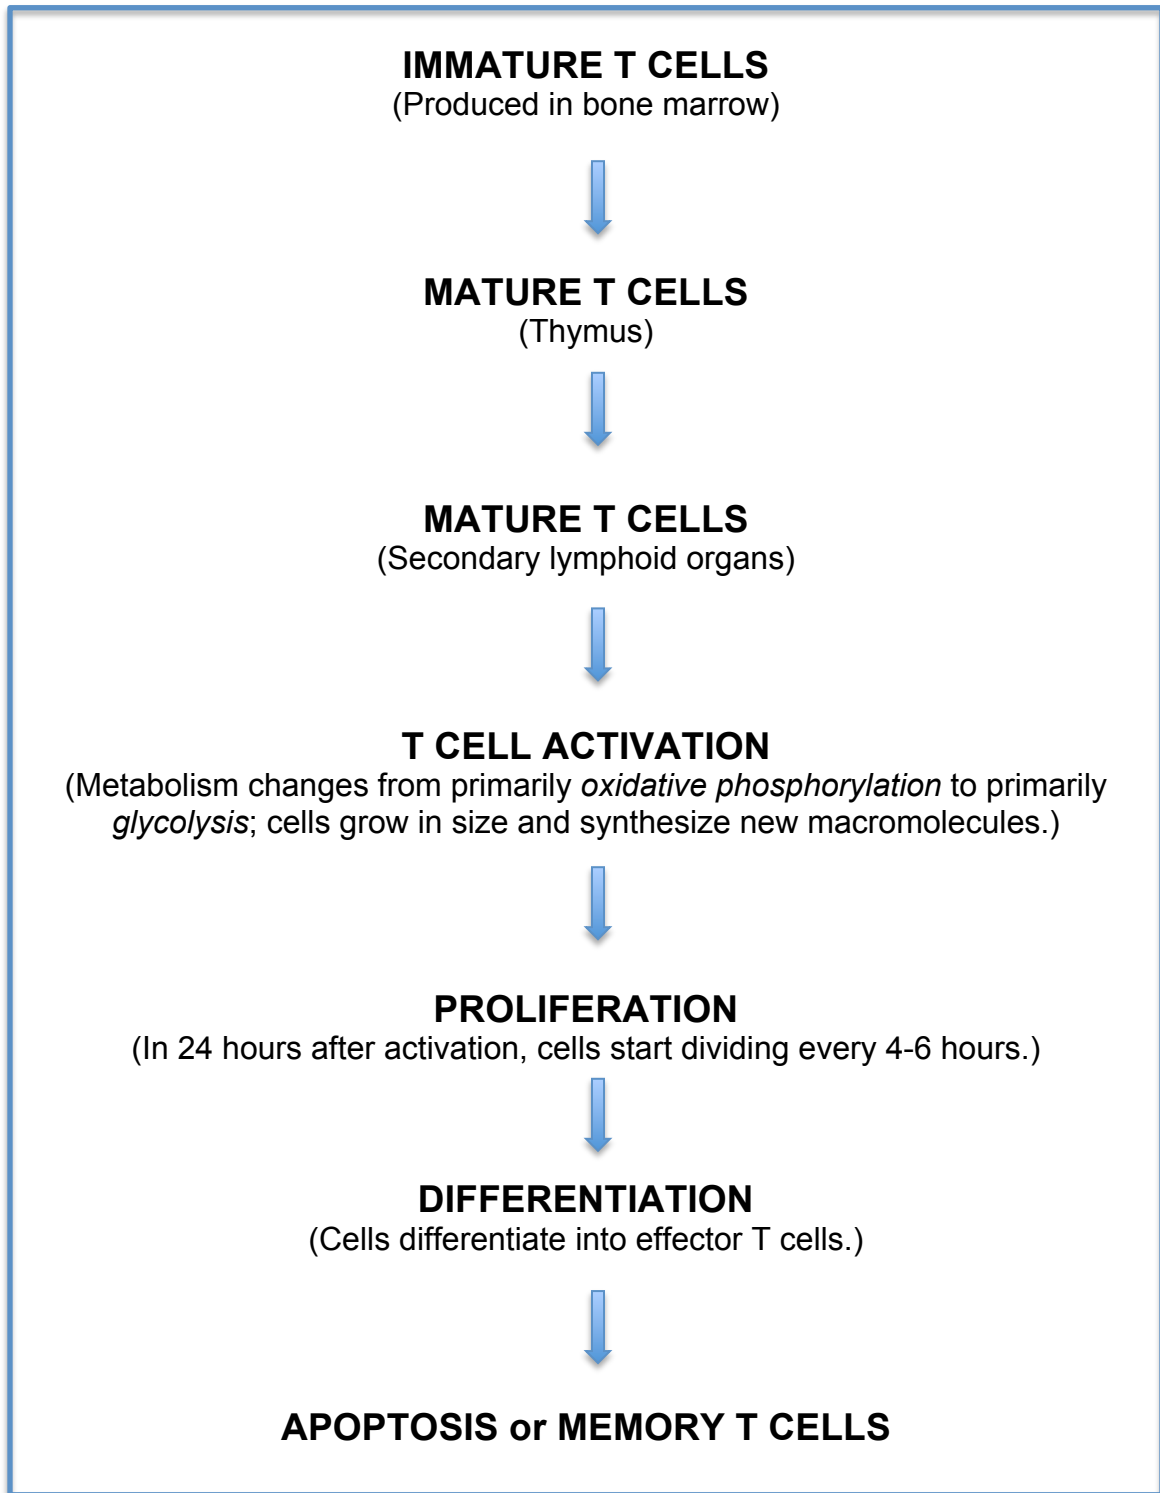 IMMATURE T CELLS
(Produced in bone marrow)
MATURE T CELLS
(Thymus)
MATURE T CELLS
(Secondary lymphoid organs)
T CELL ACTIVATION
(Metabolism changes from primarily oxidative phosphorylation to primarily
glycolysis; cells grow in size and synthesize new macromolecules.)
PROLIFERATION
(In 24 hours after activation, cells start dividing every 4-6 hours.)
DIFFERENTIATION
(Cells differentiate into effector T cells.)
APOPTOSIS or MEMORY T CELLS